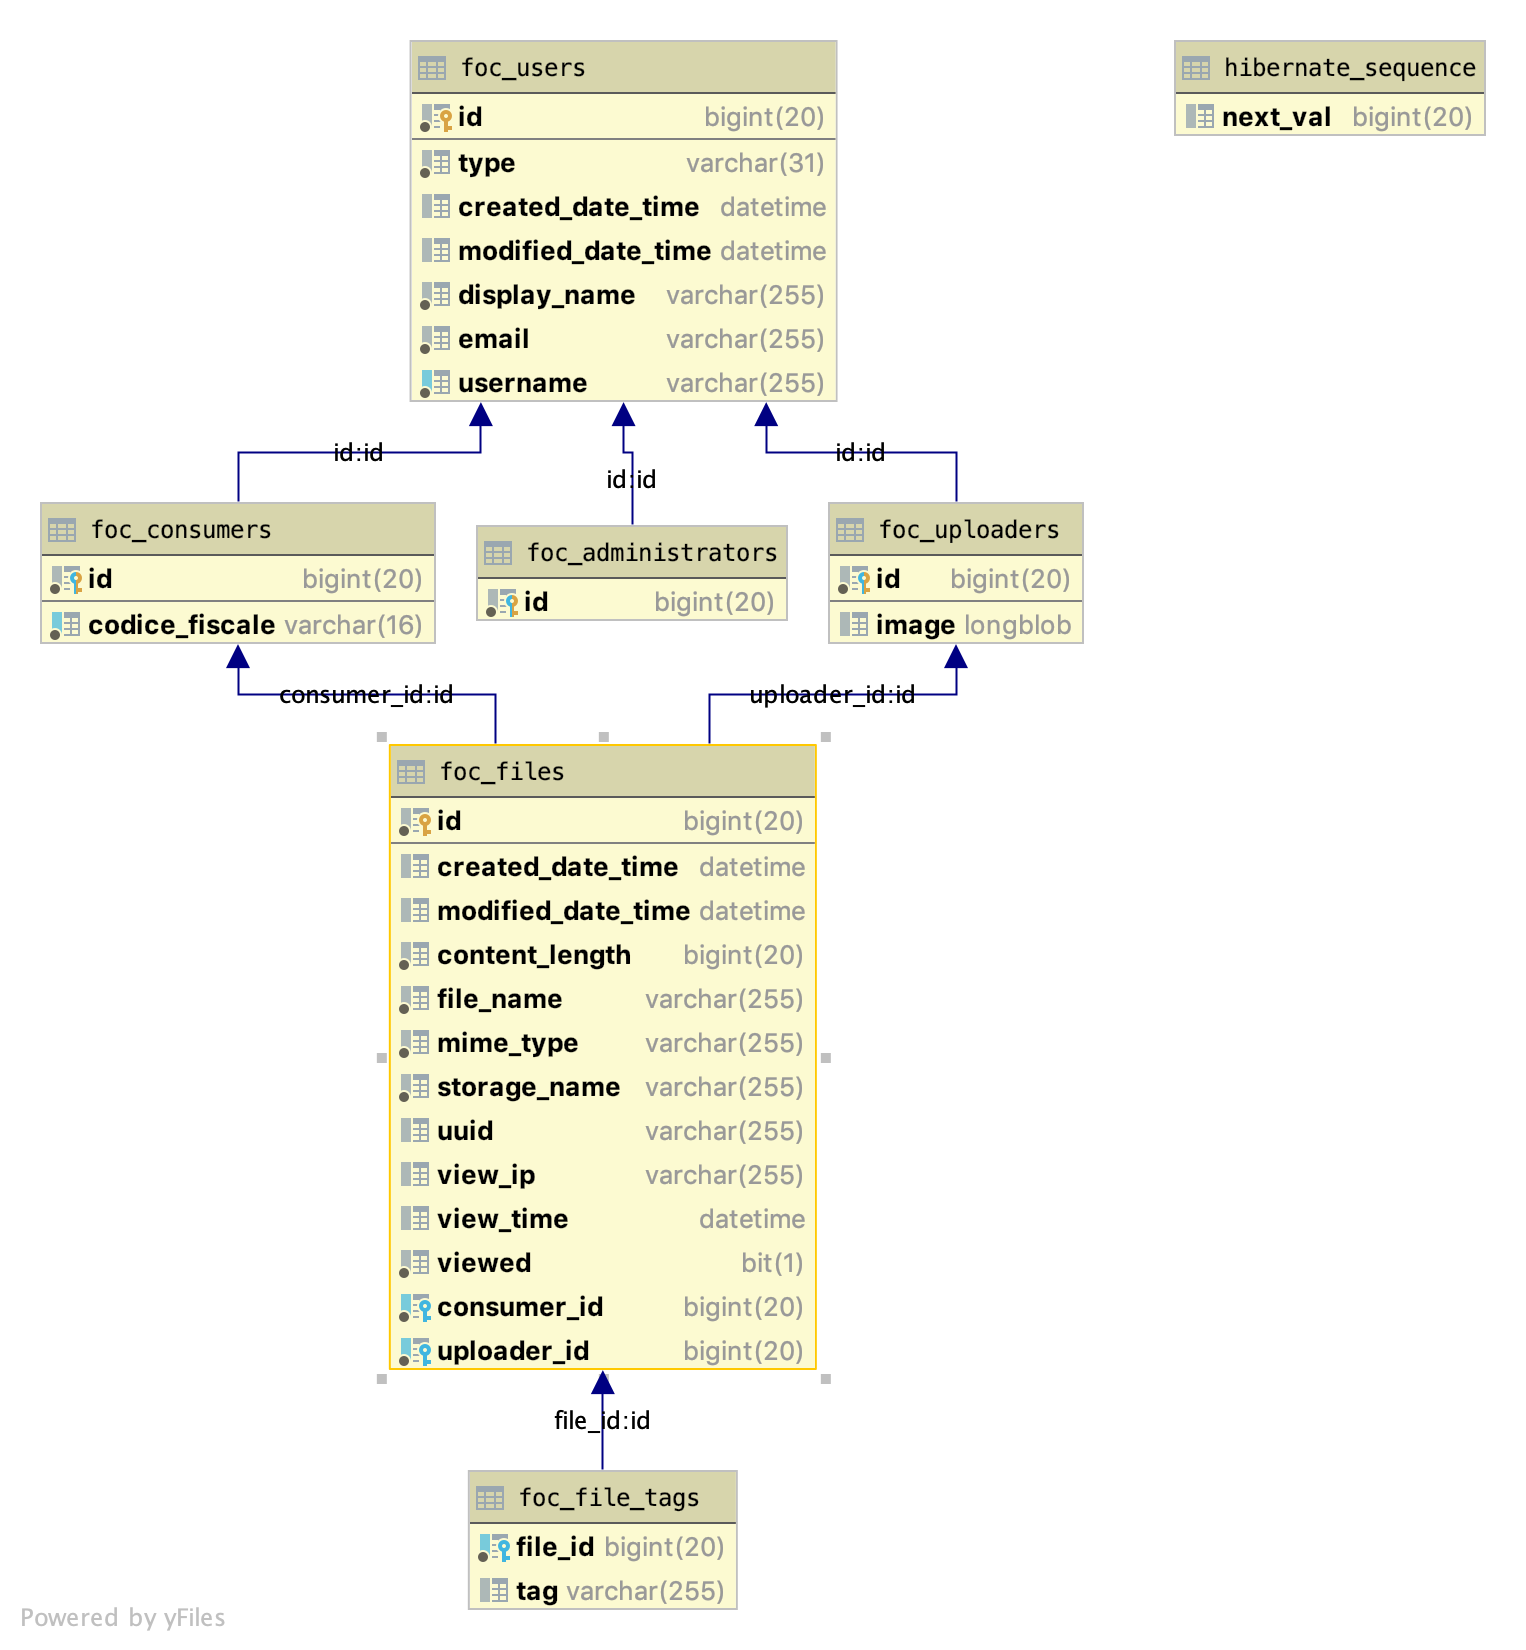 foc_users
id bigint(20)
type varchar(31)
created_date_time datetime
modified_date_time datetime
display_name varchar(255)
email varchar(255)
username varchar(255)
hibernate_sequence
next_val bigint(20)
id:id
id:id
id:id
foc_consumers
id bigint(20)
codice_fiscale varchar(16)
foc_administrators
id bigint(20)
foc_uploaders
id bigint(20)
image longblob
consumer_id:id
uploader_id:id
foc_files
id bigint(20)
created_date_time datetime
modified_date_time datetime
content_length bigint(20)
file_name varchar(255)
mime_type varchar(255)
storage_name varchar(255)
uuid varchar(255)
view_ip varchar(255)
view_time datetime
viewed bit(1)
consumer_id bigint(20)
uploader_id bigint(20)
file_id:id
foc_file_tags
file_id bigint(20)
tag varchar(255)
Powered by yFiles